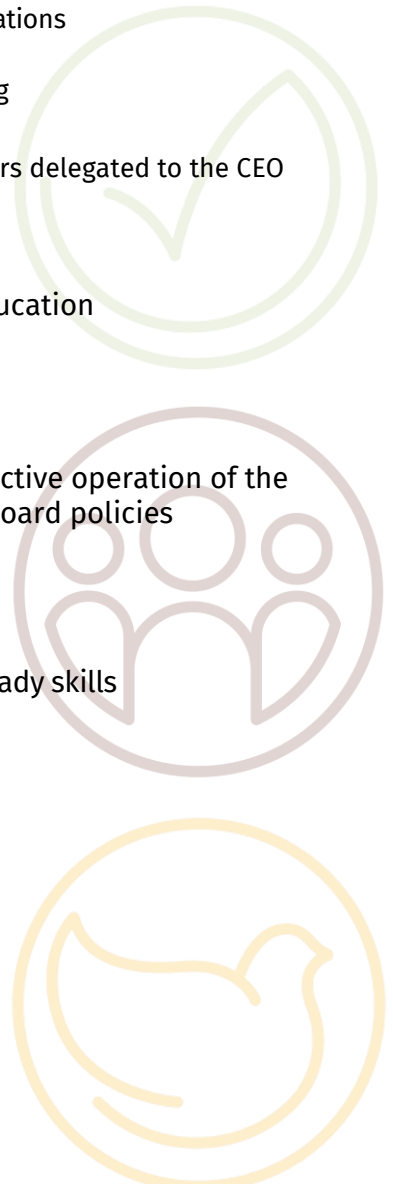 ations
g
rs delegated to the CEO
ucation
ctive operation of the
oard policies
ady skills